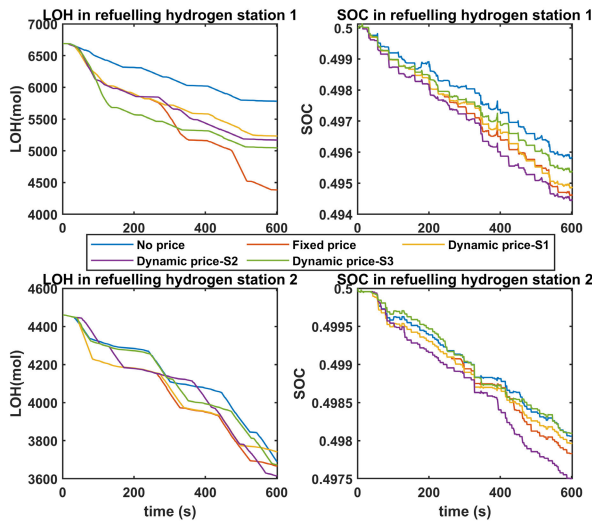 LOH in refuelling hydrogen station 1
SOC in refuelling hydrogen station 1
7000
6500
6000
5500
5000
4500
4000
LOH(mol)
0 200 400 600
0.5
0.499
0.498
0.497
0.496
0.495
0.494
SOC
0 200 400 600
No price
Fixed price
Dynamic price-S1
Dynamic price-S2
Dynamic price-S3
LOH in refuelling hydrogen station 2
SOC in refuelling hydrogen station 2
4600
4400
4200
4000
3800
3600
LOH(mol)
0 200 400 600
time (s)
0.5
0.4995
0.499
0.4985
0.498
0.4975
SOC
0 200 400 600
time (s)